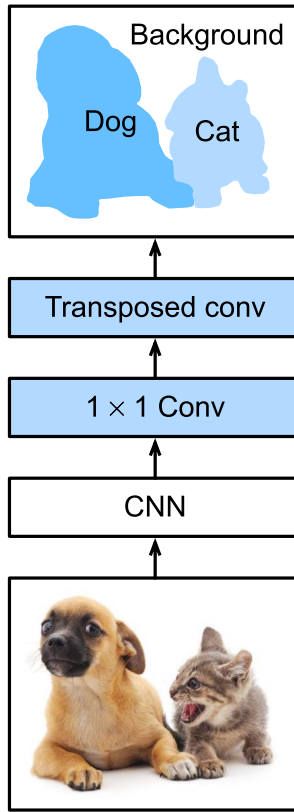 Background
Dog
Cat
Transposed conv
1 × 1 Conv
CNN